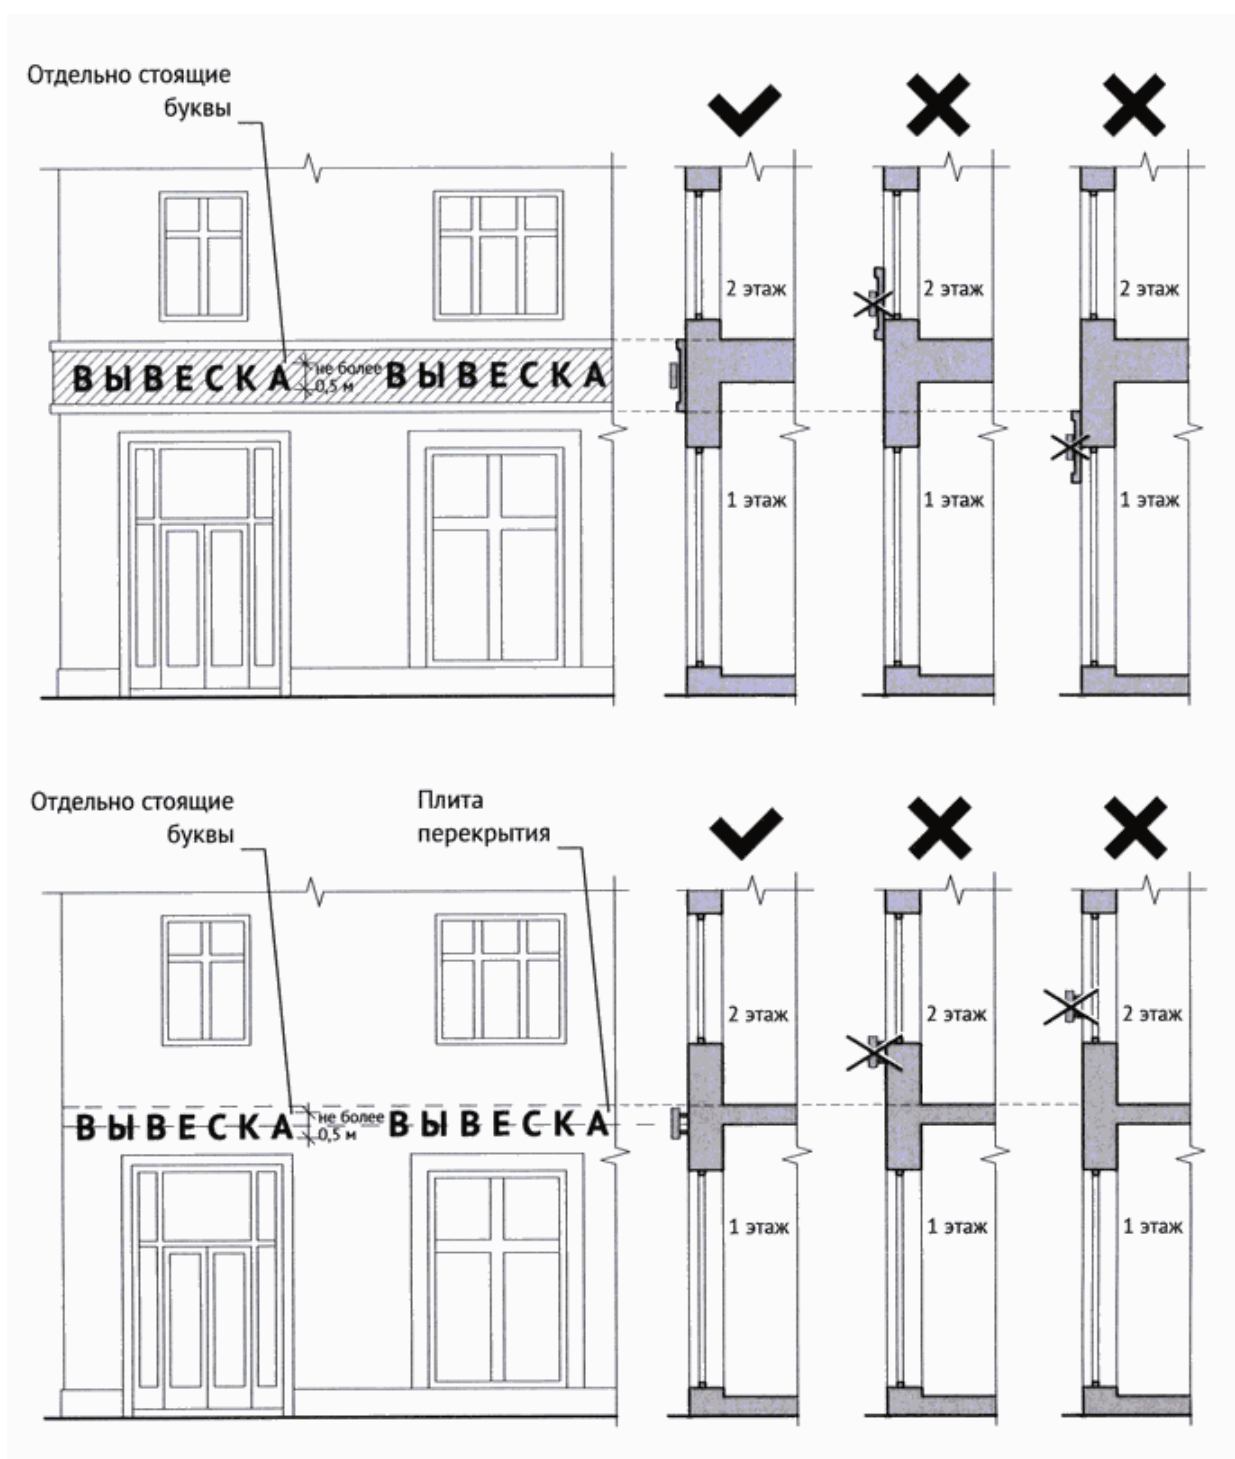 Отдельно стоящие
буквы
2 этаж
2 этаж
2 этаж
ВЫВЕСКА
не более
0,5 м
ВЫВЕСКА
1 этаж
1 этаж
1 этаж
Отдельно стоящие
буквы
Плита
перекрытия
2 этаж
2 этаж
2 этаж
ВЫВЕСКА
не более
0,5 м
ВЫВЕСКА
1 этаж
1 этаж
1 этаж